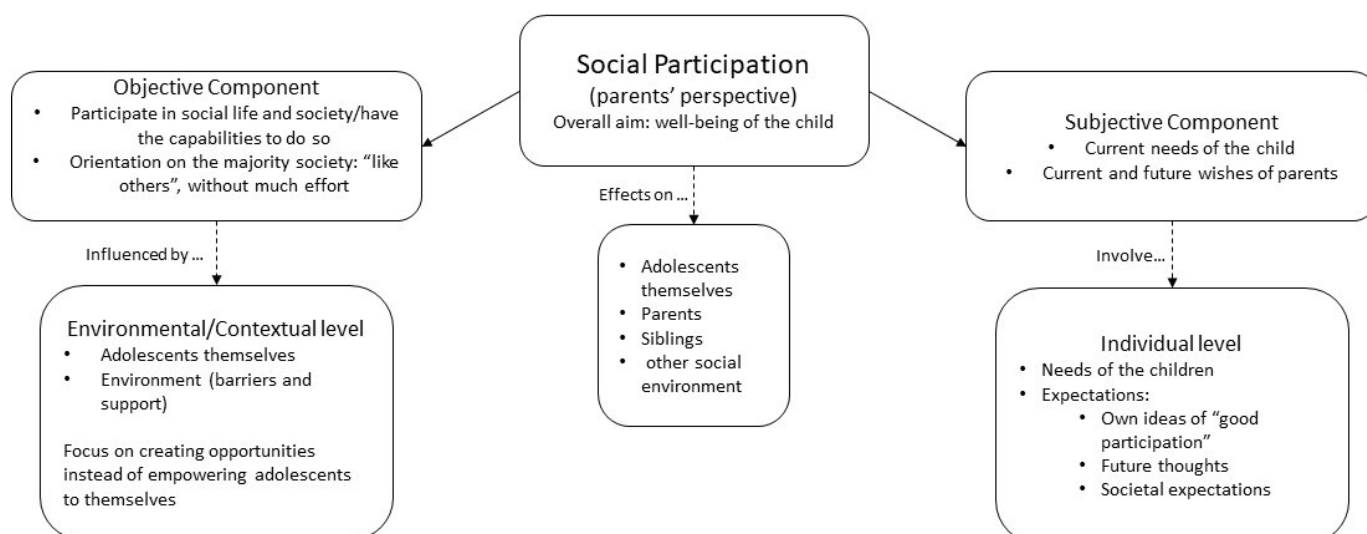 Social Participation
(parents' perspective)
Overall aim: well-being of the child
Objective Component
• Participate in social life and society/have
the capabilities to do so
• Orientation on the majority society: “like
others”, without much effort
Subjective Component
• Current needs of the child
• Current and future wishes of parents
Influenced by ...
Effects on ...
Involve...
Environmental/Contextual level
• Adolescents themselves
• Environment (barriers and
support)
Focus on creating opportunities
instead of empowering adolescents
to themselves
• Adolescents
themselves
• Parents
• Siblings
• other social
environment
Individual level
• Needs of the children
• Expectations:
• Own ideas of “good
participation”
• Future thoughts
• Societal expectations